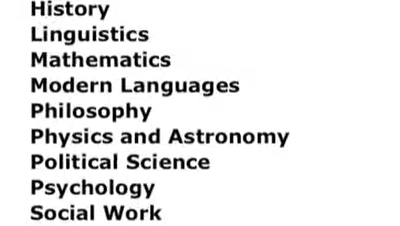 History
Linguistics
Mathematics
Modern Languages
Philosophy
Physics and Astronomy
Political Science
Psychology
Social Work